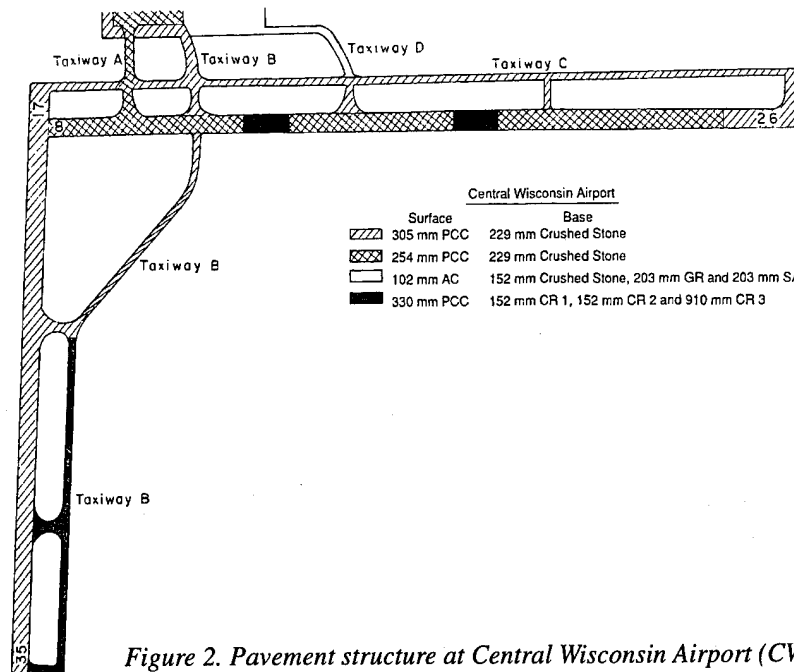 Taxiway D
Taxiway A
Taxiway B
Taxiway C
17
8
26
Central Wisconsin Airport
Surface Base
305 mm PCC 229 mm Crushed Stone
254 mm PCC 229 mm Crushed Stone
102 mm AC 152 mm Crushed Stone, 203 mm GR and 203 mm SA
330 mm PCC 152 mm CR 1, 152 mm CR 2 and 910 mm CR 3
Taxiway B
Taxiway B
35
Figure 2. Pavement structure at Central Wisconsin Airport (CW